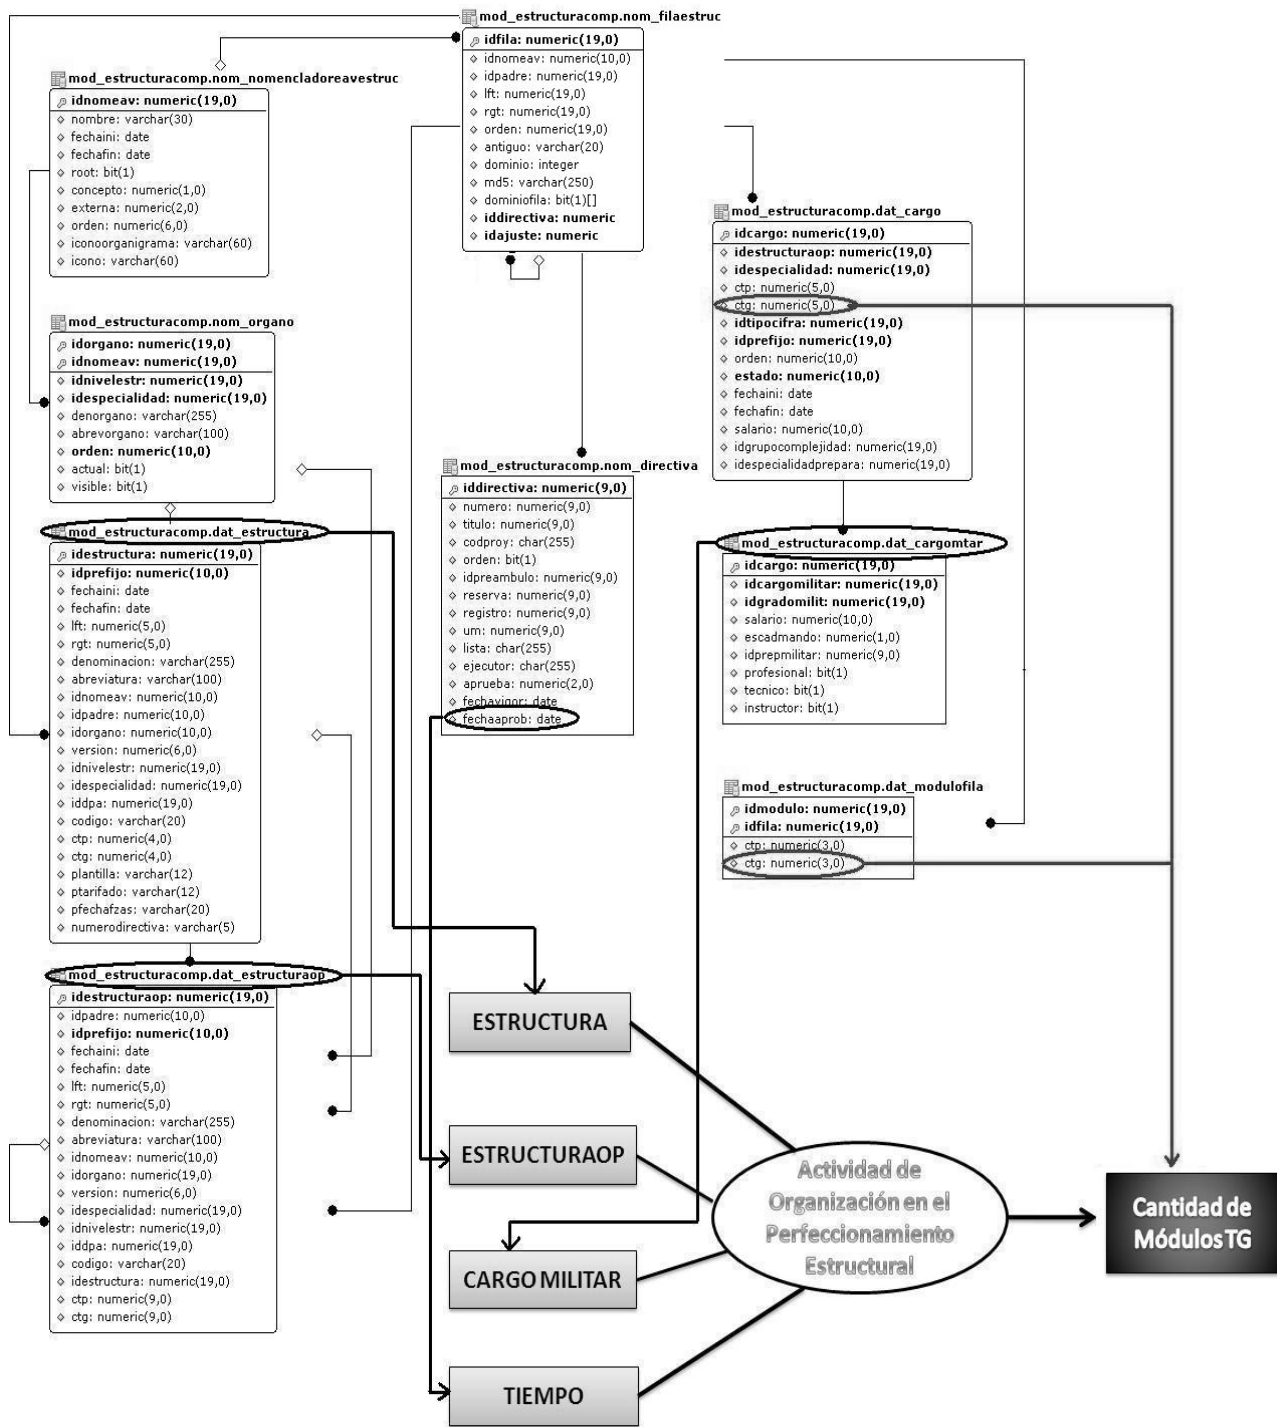 mod_estructuracomp.nom_filaestruc
idfila: numeric(19,0)
idnomeav: numeric(10,0)
idpadre: numeric(19,0)
lft: numeric(19,0)
rgt: numeric(19,0)
orden: numeric(19,0)
antiguo: varchar(20)
dominio: integer
md5: varchar(250)
dominiofila: bit(1)[]
iddirectiva: numeric
idajuste: numeric
mod_estructuracomp.nom_nomencladoreavestruc
idnomeav: numeric(19,0)
nombre: varchar(30)
fechaini: date
fechafin: date
root: bit(1)
concepto: numeric(1,0)
externa: numeric(2,0)
orden: numeric(6,0)
iconoorganigrama: varchar(60)
icono: varchar(60)
mod_estructuracomp.dat_cargo
idcargo: numeric(19,0)
idestructuraop: numeric(19,0)
idespecialidad: numeric(19,0)
ctp: numeric(5,0)
ctg: numeric(5,0)
idtipocifra: numeric(19,0)
idprefijo: numeric(19,0)
orden: numeric(10,0)
estado: numeric(10,0)
fechaini: date
fechafin: date
salario: numeric(10,0)
idgrupocomplejidad: numeric(19,0)
idespecialidadprepara: numeric(19,0)
mod_estructuracomp.nom_organo
idorgano: numeric(19,0)
idnomeav: numeric(19,0)
idnivelestr: numeric(19,0)
idespecialidad: numeric(19,0)
denorgano: varchar(255)
abrevorgano: varchar(100)
orden: numeric(10,0)
actual: bit(1)
visible: bit(1)
mod_estructuracomp.nom_directiva
iddirectiva: numeric(9,0)
numero: numeric(9,0)
titulo: numeric(9,0)
codproy: char(255)
orden: bit(1)
idpreambulo: numeric(9,0)
reserva: numeric(9,0)
registro: numeric(9,0)
um: numeric(9,0)
lista: char(255)
ejecutor: char(255)
aprueba: numeric(2,0)
fechavigor: date
fechaaprob: date
mod_estructuracomp.dat_estructura
idestructura: numeric(19,0)
idprefijo: numeric(10,0)
fechaini: date
fechafin: date
lft: numeric(5,0)
rgt: numeric(5,0)
denominacion: varchar(255)
abreviatura: varchar(100)
idnomeav: numeric(10,0)
idpadre: numeric(10,0)
idorgano: numeric(10,0)
version: numeric(6,0)
idnivelestr: numeric(19,0)
idespecialidad: numeric(19,0)
iddpa: numeric(19,0)
codigo: varchar(20)
ctp: numeric(4,0)
ctg: numeric(4,0)
plantilla: varchar(12)
ptarifado: varchar(12)
pfechafzas: varchar(20)
numerodirectiva: varchar(5)
mod_estructuracomp.dat_cargomtar
idcargo: numeric(19,0)
idcargomilitar: numeric(19,0)
idgradomilit: numeric(19,0)
salario: numeric(10,0)
escadmando: numeric(1,0)
idprepmilitar: numeric(9,0)
profesional: bit(1)
tecnico: bit(1)
instructor: bit(1)
mod_estructuracomp.dat_modulofila
idmodulo: numeric(19,0)
idfila: numeric(19,0)
ctp: numeric(3,0)
ctg: numeric(3,0)
mod_estructuracomp.dat_estructuraop
idestructuraop: numeric(19,0)
idpadre: numeric(10,0)
idprefijo: numeric(10,0)
fechaini: date
fechafin: date
lft: numeric(5,0)
rgt: numeric(5,0)
denominacion: varchar(255)
abreviatura: varchar(100)
idnomeav: numeric(10,0)
idorgano: numeric(19,0)
version: numeric(6,0)
idespecialidad: numeric(19,0)
idnivelestr: numeric(19,0)
iddpa: numeric(19,0)
codigo: varchar(20)
idestructura: numeric(19,0)
ctp: numeric(9,0)
ctg: numeric(9,0)
ESTRUCTURA
ESTRUCTURAOP
CARGO MILITAR
TIEMPO
Actividad de
Organización en el
Perfeccionamiento
Estructural
Cantidad de
Módulos TG